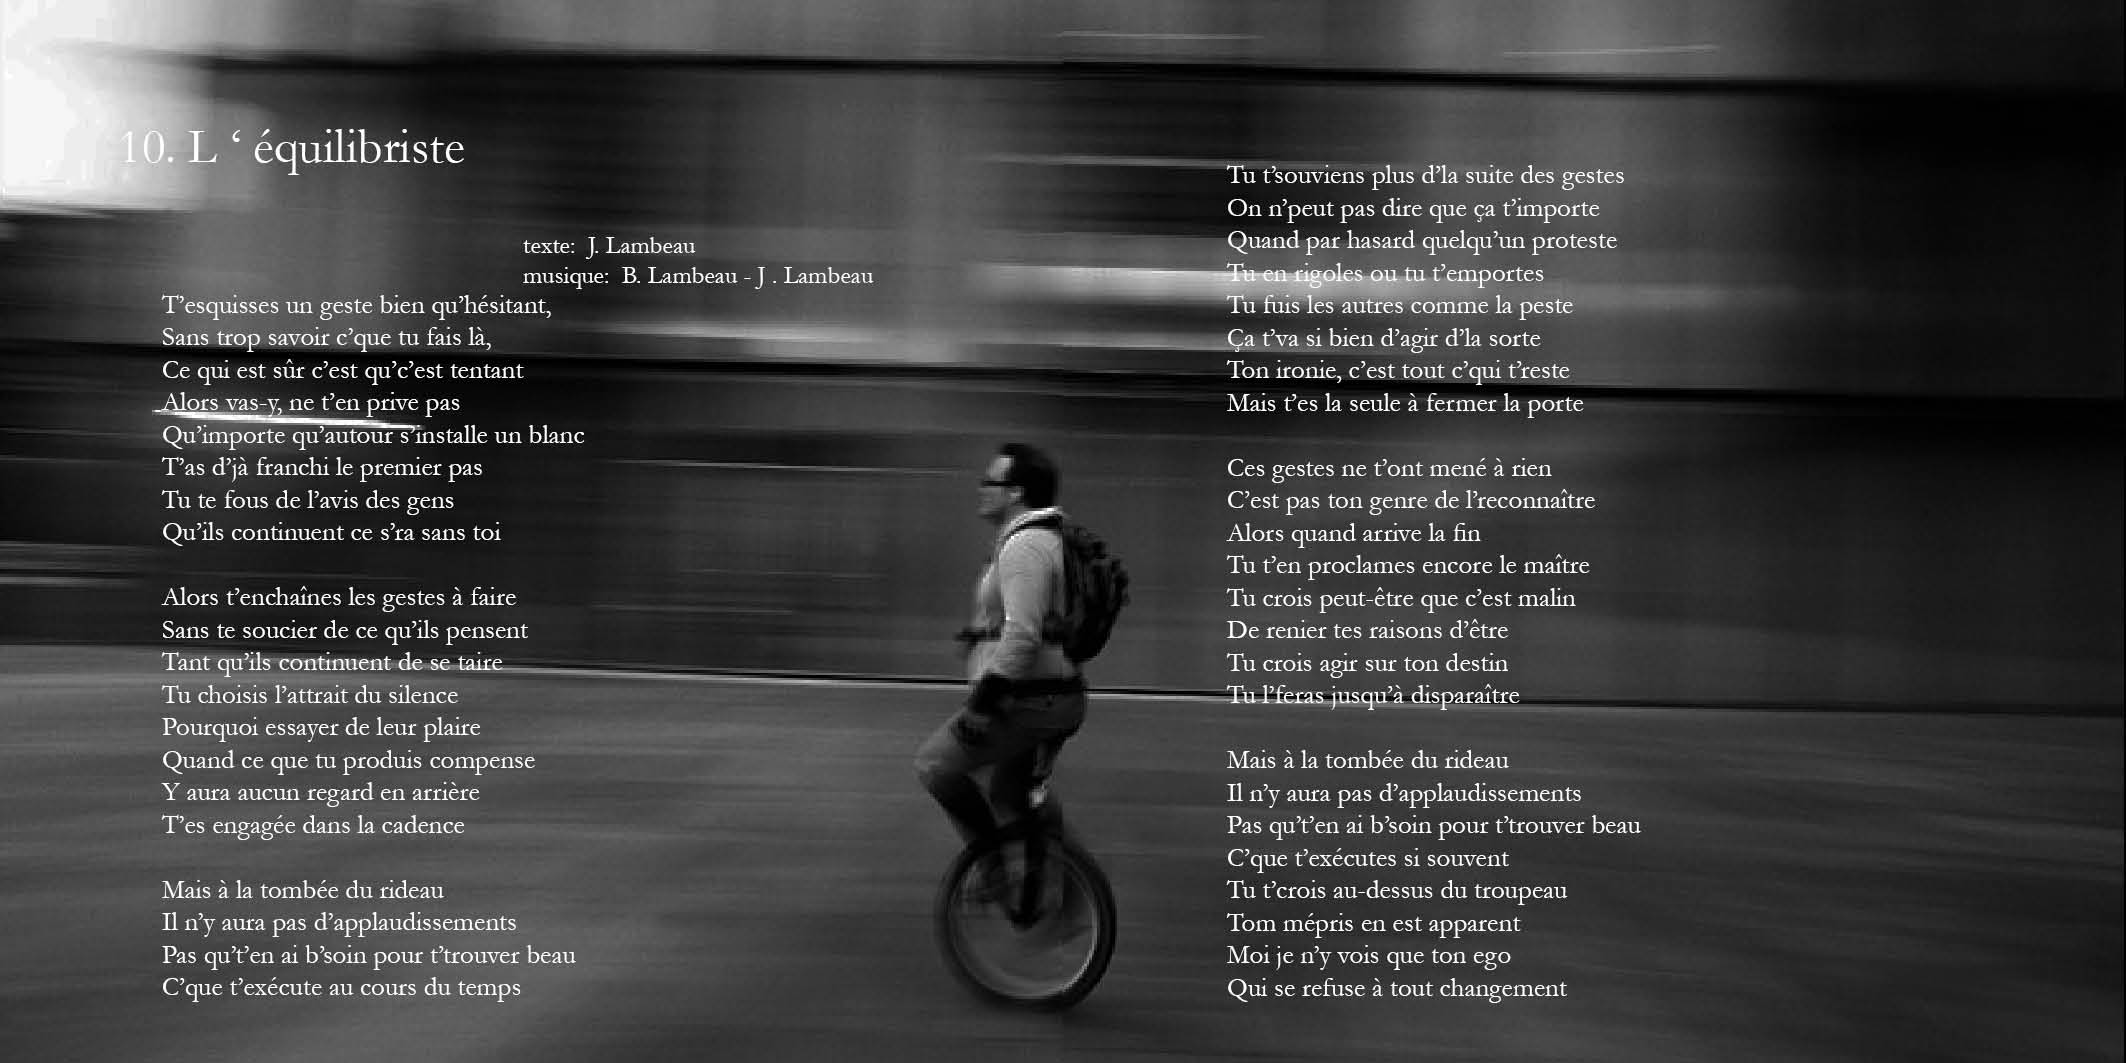 10. L ‘ équilibriste
texte:  J. Lambeau
musique:  B. Lambeau - J . Lambeau
T’esquisses un geste bien qu’hésitant,
Sans trop savoir c’que tu fais là,
Ce qui est sûr c’est qu’c’est tentant
Alors vas-y, ne t’en prive pas
Qu’importe qu’autour s’installe un blanc
T’as d’jà franchi le premier pas
Tu te fous de l’avis des gens
Qu’ils continuent ce s’ra sans toi

Alors t’enchaînes les gestes à faire
Sans te soucier de ce qu’ils pensent
Tant qu’ils continuent de se taire
Tu choisis l’attrait du silence
Pourquoi essayer de leur plaire
Quand ce que tu produis compense
Y aura aucun regard en arrière
T’es engagée dans la cadence

Mais à la tombée du rideau
Il n’y aura pas d’applaudissements
Pas qu’t’en ai b’soin pour t’trouver beau
C’que t’exécute au cours du temps

Tu t’souviens plus d’la suite des gestes
On n’peut pas dire que ça t’importe
Quand par hasard quelqu’un proteste
Tu en rigoles ou tu t’emportes
Tu fuis les autres comme la peste
Ça t’va si bien d’agir d’la sorte
Ton ironie, c’est tout c’qui t’reste
Mais t’es la seule à fermer la porte

Ces gestes ne t’ont mené à rien
C’est pas ton genre de l’reconnaître
Alors quand arrive la fin
Tu t’en proclames encore le maître
Tu crois peut-être que c’est malin
De renier tes raisons d’être
Tu crois agir sur ton destin
Tu l’feras jusqu’à disparaître

Mais à la tombée du rideau
Il n’y aura pas d’applaudissements
Pas qu’t’en ai b’soin pour t’trouver beau
C’que t’exécutes si souvent
Tu t’crois au-dessus du troupeau
Tom mépris en est apparent
Moi je n’y vois que ton ego
Qui se refuse à tout changement